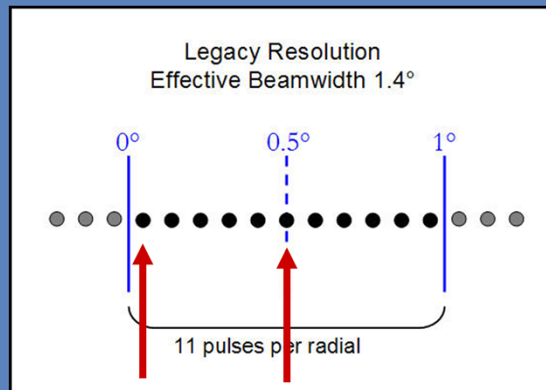 Legacy Resolution
Effective Beamwidth 1.4°
0° 0.5° 1°
11 pulses per radial